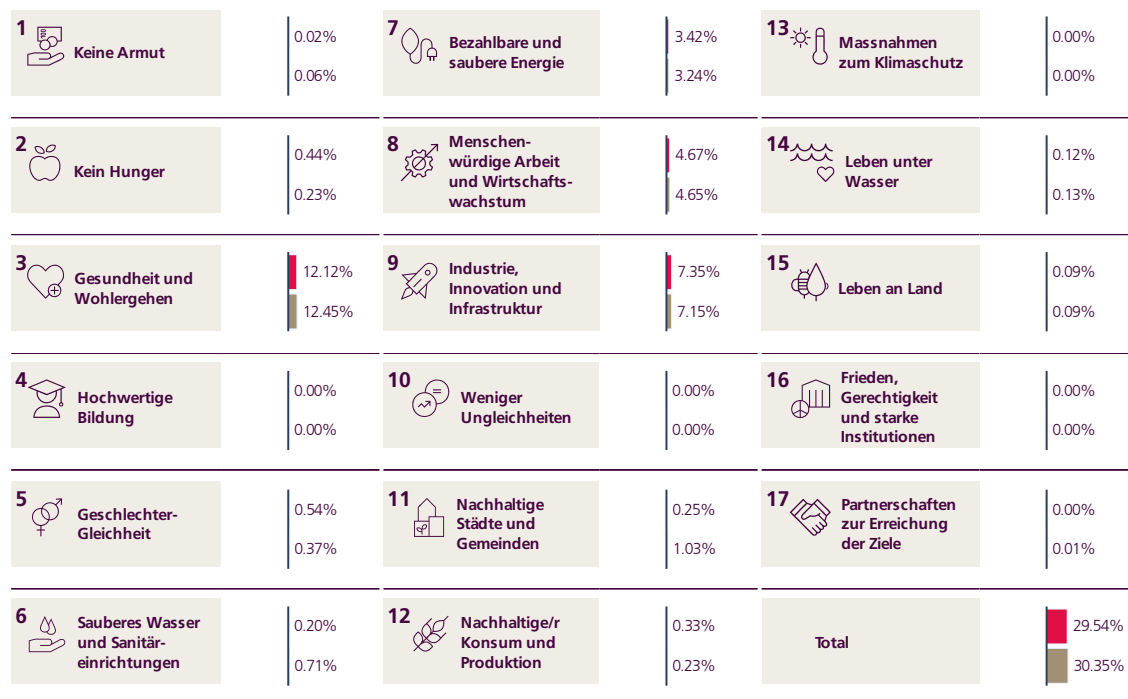 1
Keine Armut
0.02%
0.06%
2
Kein Hunger
0.44%
0.23%
3
Gesundheit und
Wohlergehen
12.12%
12.45%
4
Hochwertige
Bildung
0.00%
0.00%
5
Geschlechter-
Gleichheit
0.54%
0.37%
6
Sauberes Wasser
und Sanitär-
einrichtungen
0.20%
0.71%
7
Bezahlbare und
saubere Energie
3.42%
3.24%
8
Menschen-
würdige Arbeit
und Wirtschafts-
wachstum
4.67%
4.65%
9
Industrie,
Innovation und
Infrastruktur
7.35%
7.15%
10
Weniger
Ungleichheiten
0.00%
0.00%
11
Nachhaltige
Städte und
Gemeinden
0.25%
1.03%
12
Nachhaltige/r
Konsum und
Produktion
0.33%
0.23%
13
Massnahmen
zum Klimaschutz
0.00%
0.00%
14
Leben unter
Wasser
0.12%
0.13%
15
Leben an Land
0.09%
0.09%
16
Frieden,
Gerechtigkeit
und starke
Institutionen
0.00%
0.00%
17
Partnerschaften
zur Erreichung
der Ziele
0.00%
0.01%
Total
29.54%
30.35%